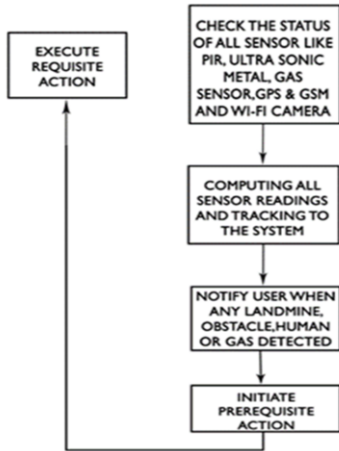 EXECUTE
REQUISITE
ACTION
CHECK THE STATUS
OF ALL SENSOR LIKE
PIR, ULTRA SONIC
METAL, GAS
SENSOR,GPS & GSM
AND WI-FI CAMERA
COMPUTING ALL
SENSOR READINGS
AND TRACKING TO
THE SYSTEM
NOTIFY USER WHEN
ANY LANDMINE,
OBSTACLE,HUMAN
OR GAS DETECTED
INITIATE
PREREQUISITE
ACTION